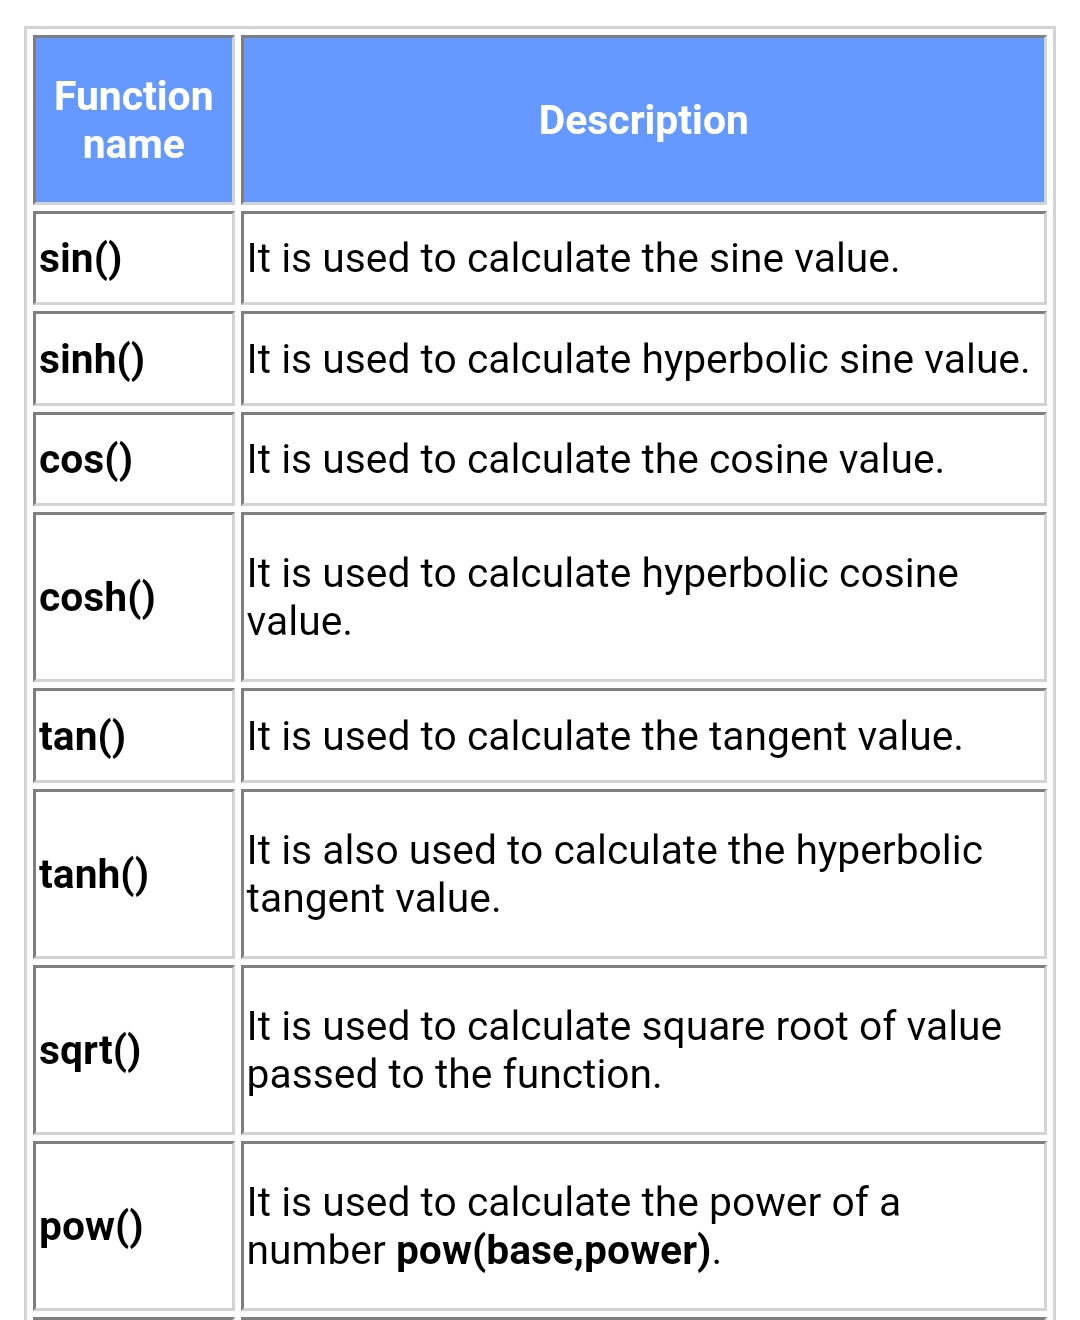 Function
name
Description
sin()
It is used to calculate the sine value.
sinh()
It is used to calculate hyperbolic sine value.
cos()
It is used to calculate the cosine value.
cosh()
It is used to calculate hyperbolic cosine
value.
tan()
It is used to calculate the tangent value.
tanh()
It is also used to calculate the hyperbolic
tangent value.
sqrt()
It is used to calculate square root of value
passed to the function.
pow()
It is used to calculate the power of a
number pow(base,power).